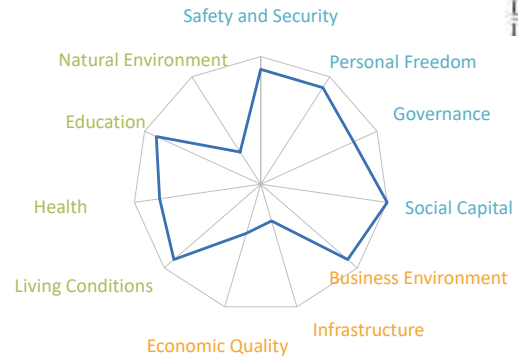 Safety and Security
Natural Environment
Personal Freedom
Education
Governance
Health
Social Capital
Living Conditions
Business Environment
Infrastructure
Economic Quality